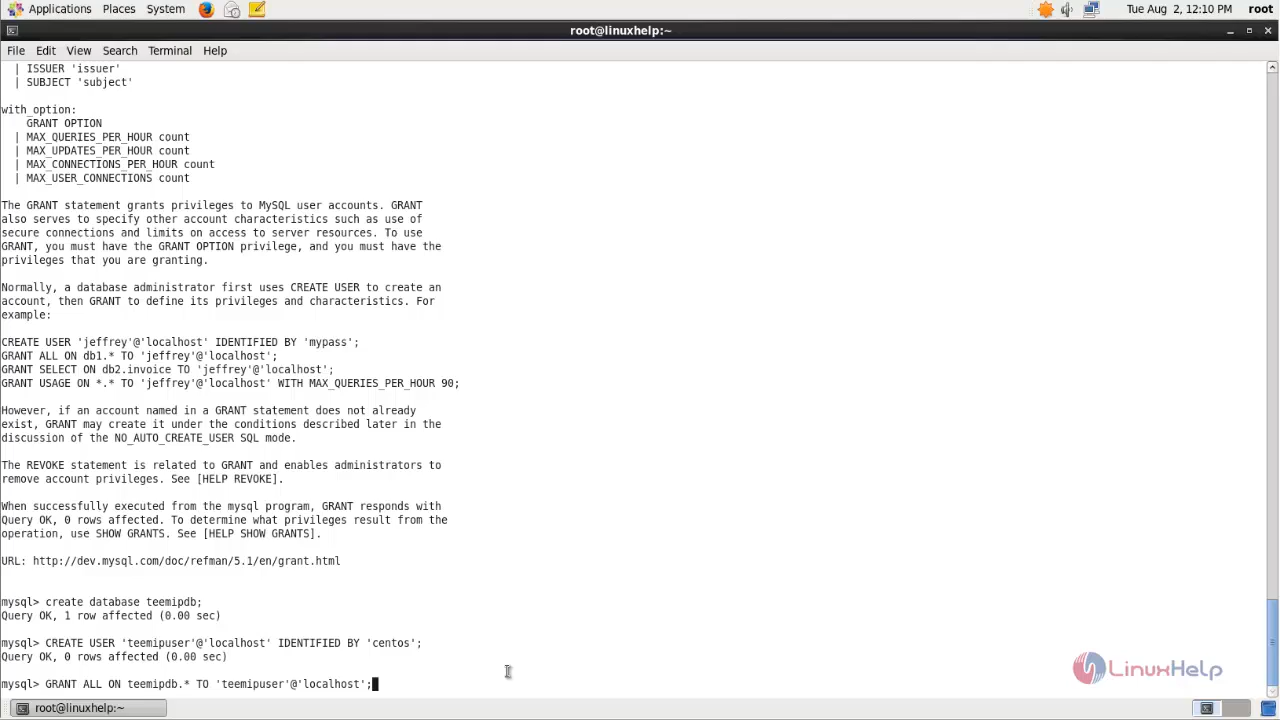 Applications Places System
Tue Aug 2, 12:10 PM root
root@linuxhelp:~
File Edit View Search Terminal Help
| ISSUER 'issuer'
| SUBJECT 'subject'
with_option:
GRANT OPTION
| MAX_QUERIES_PER_HOUR count
| MAX_UPDATES_PER_HOUR count
| MAX_CONNECTIONS_PER_HOUR count
| MAX_USER_CONNECTIONS count
The GRANT statement grants privileges to MySQL user accounts. GRANT
also serves to specify other account characteristics such as use of
secure connections and limits on access to server resources. To use
GRANT, you must have the GRANT OPTION privilege, and you must have the
privileges that you are granting.
Normally, a database administrator first uses CREATE USER to create an
account, then GRANT to define its privileges and characteristics. For
example:
CREATE USER 'jeffrey'@'localhost' IDENTIFIED BY 'mypass';
GRANT ALL ON db1.* TO 'jeffrey'@'localhost';
GRANT SELECT ON db2.invoice TO 'jeffrey'@'localhost';
GRANT USAGE ON *.* TO 'jeffrey'@'localhost' WITH MAX_QUERIES_PER_HOUR 90;
However, if an account named in a GRANT statement does not already
exist, GRANT may create it under the conditions described later in the
discussion of the NO_AUTO_CREATE_USER SQL mode.
The REVOKE statement is related to GRANT and enables administrators to
remove account privileges. See [HELP REVOKE].
When successfully executed from the mysql program, GRANT responds with
Query OK, 0 rows affected. To determine what privileges result from the
operation, use SHOW GRANTS. See [HELP SHOW GRANTS].
URL: http://dev.mysql.com/doc/refman/5.1/en/grant.html
mysql> create database teemipdb;
Query OK, 1 row affected (0.00 sec)
mysql> CREATE USER 'teemipuser'@'localhost' IDENTIFIED BY 'centos';
Query OK, 0 rows affected (0.00 sec)
mysql> GRANT ALL ON teemipdb.* TO 'teemipuser'@'localhost';
LinuxHelp
root@linuxhelp:~